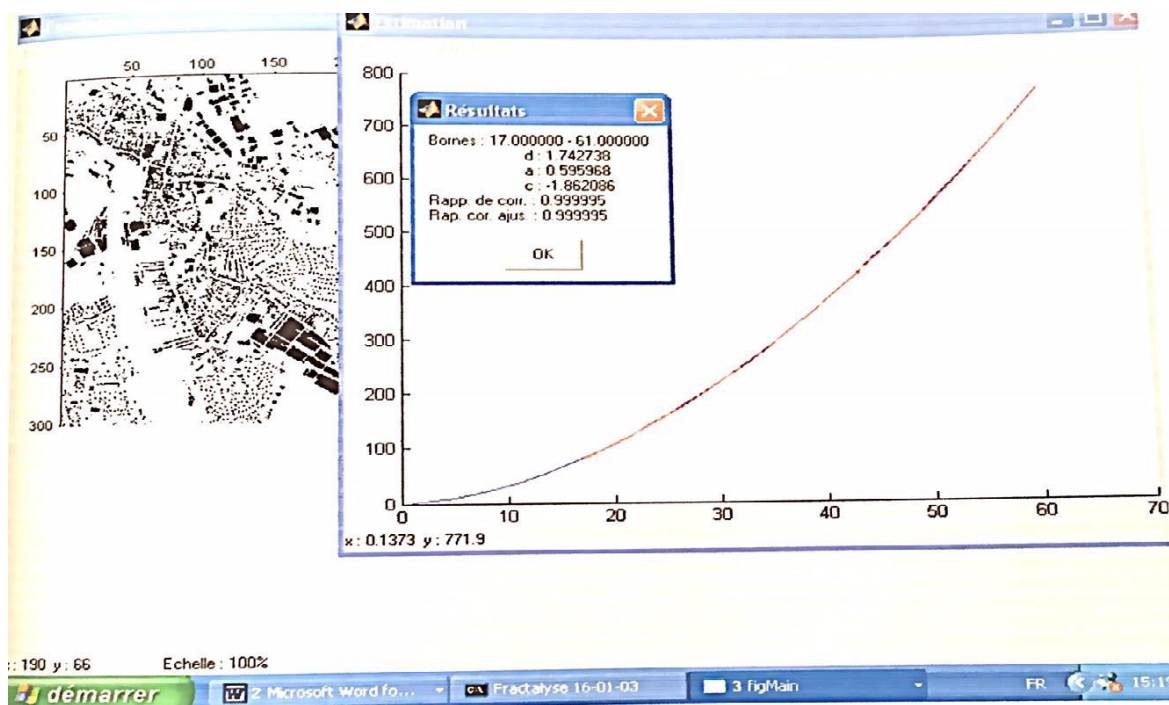 Estimation
50 100 150
50
100
150
200
250
300
800
700
600
500
400
300
200
100
0
0 10 20 30 40 50 60 70
Résultats
Bornes : 17.000000 - 61.000000
d : 1.742738
a : 0.595968
c : -1.862086
Rapp. de corr. : 0.999995
Rap. cor. ajus. : 0.999995
OK
x : 0.1373 y : 771.9
: 190 y : 66 Echelle : 100%
démarrer
2 Microsoft Word fo...
Fractalyse 16-01-03
3 figMain
FR